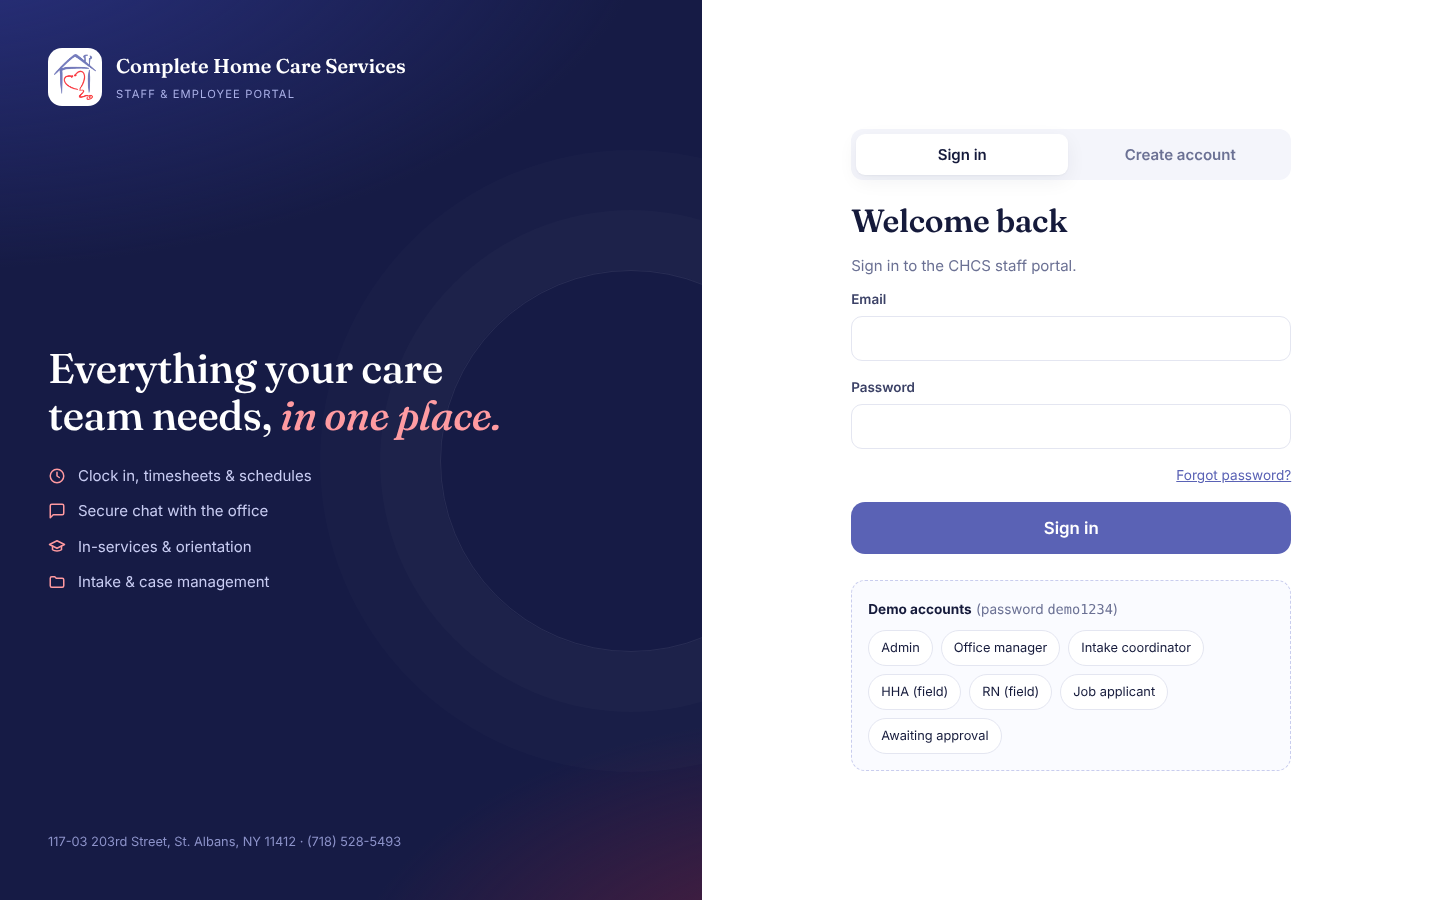 Complete Home Care Services
STAFF & EMPLOYEE PORTAL
Everything your care
team needs, in one place.
Clock in, timesheets & schedules
Secure chat with the office
In-services & orientation
Intake & case management
117-03 203rd Street, St. Albans, NY 11412 · (718) 528-5493
Sign in
Create account
Welcome back
Sign in to the CHCS staff portal.
Email
Password
Forgot password?
Sign in
Demo accounts (password demo1234)
Admin
Office manager
Intake coordinator
HHA (field)
RN (field)
Job applicant
Awaiting approval